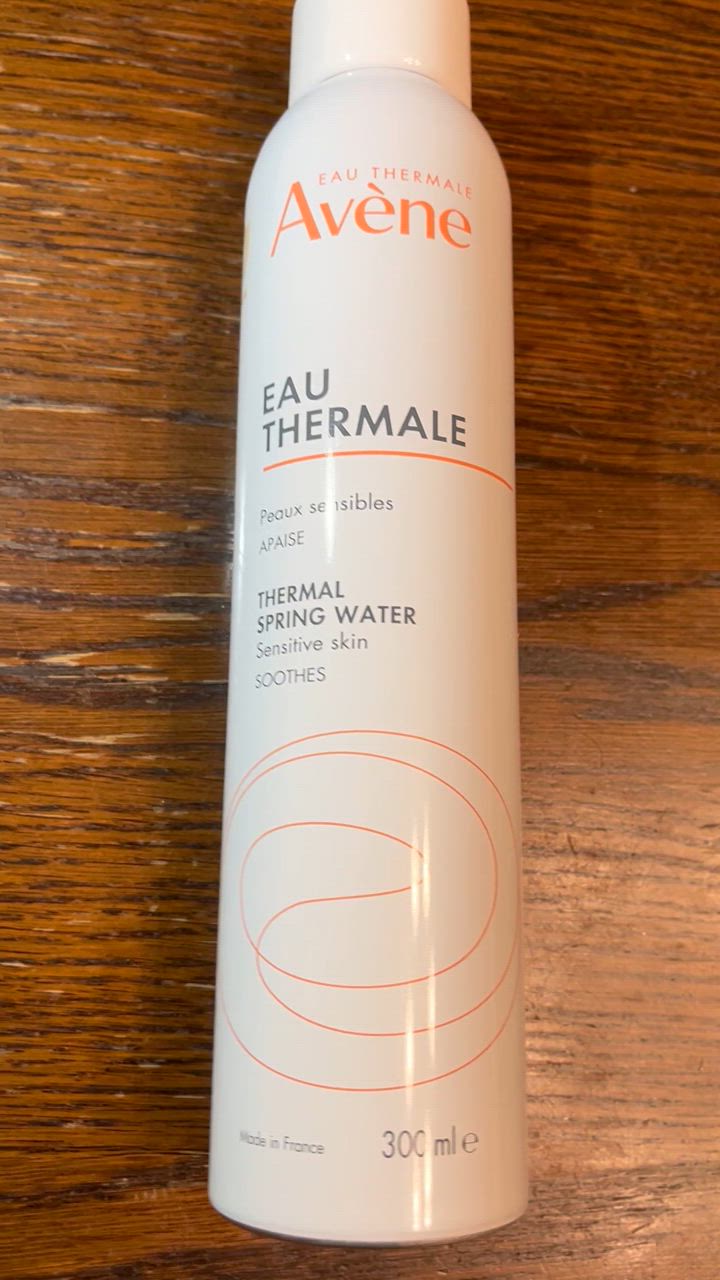 EAU THERMALE
Avène
EAU
THERMALE
Peaux sensibles
APAISE
THERMAL
SPRING WATER
Sensitive skin
SOOTHES
Made in France 300 ml e